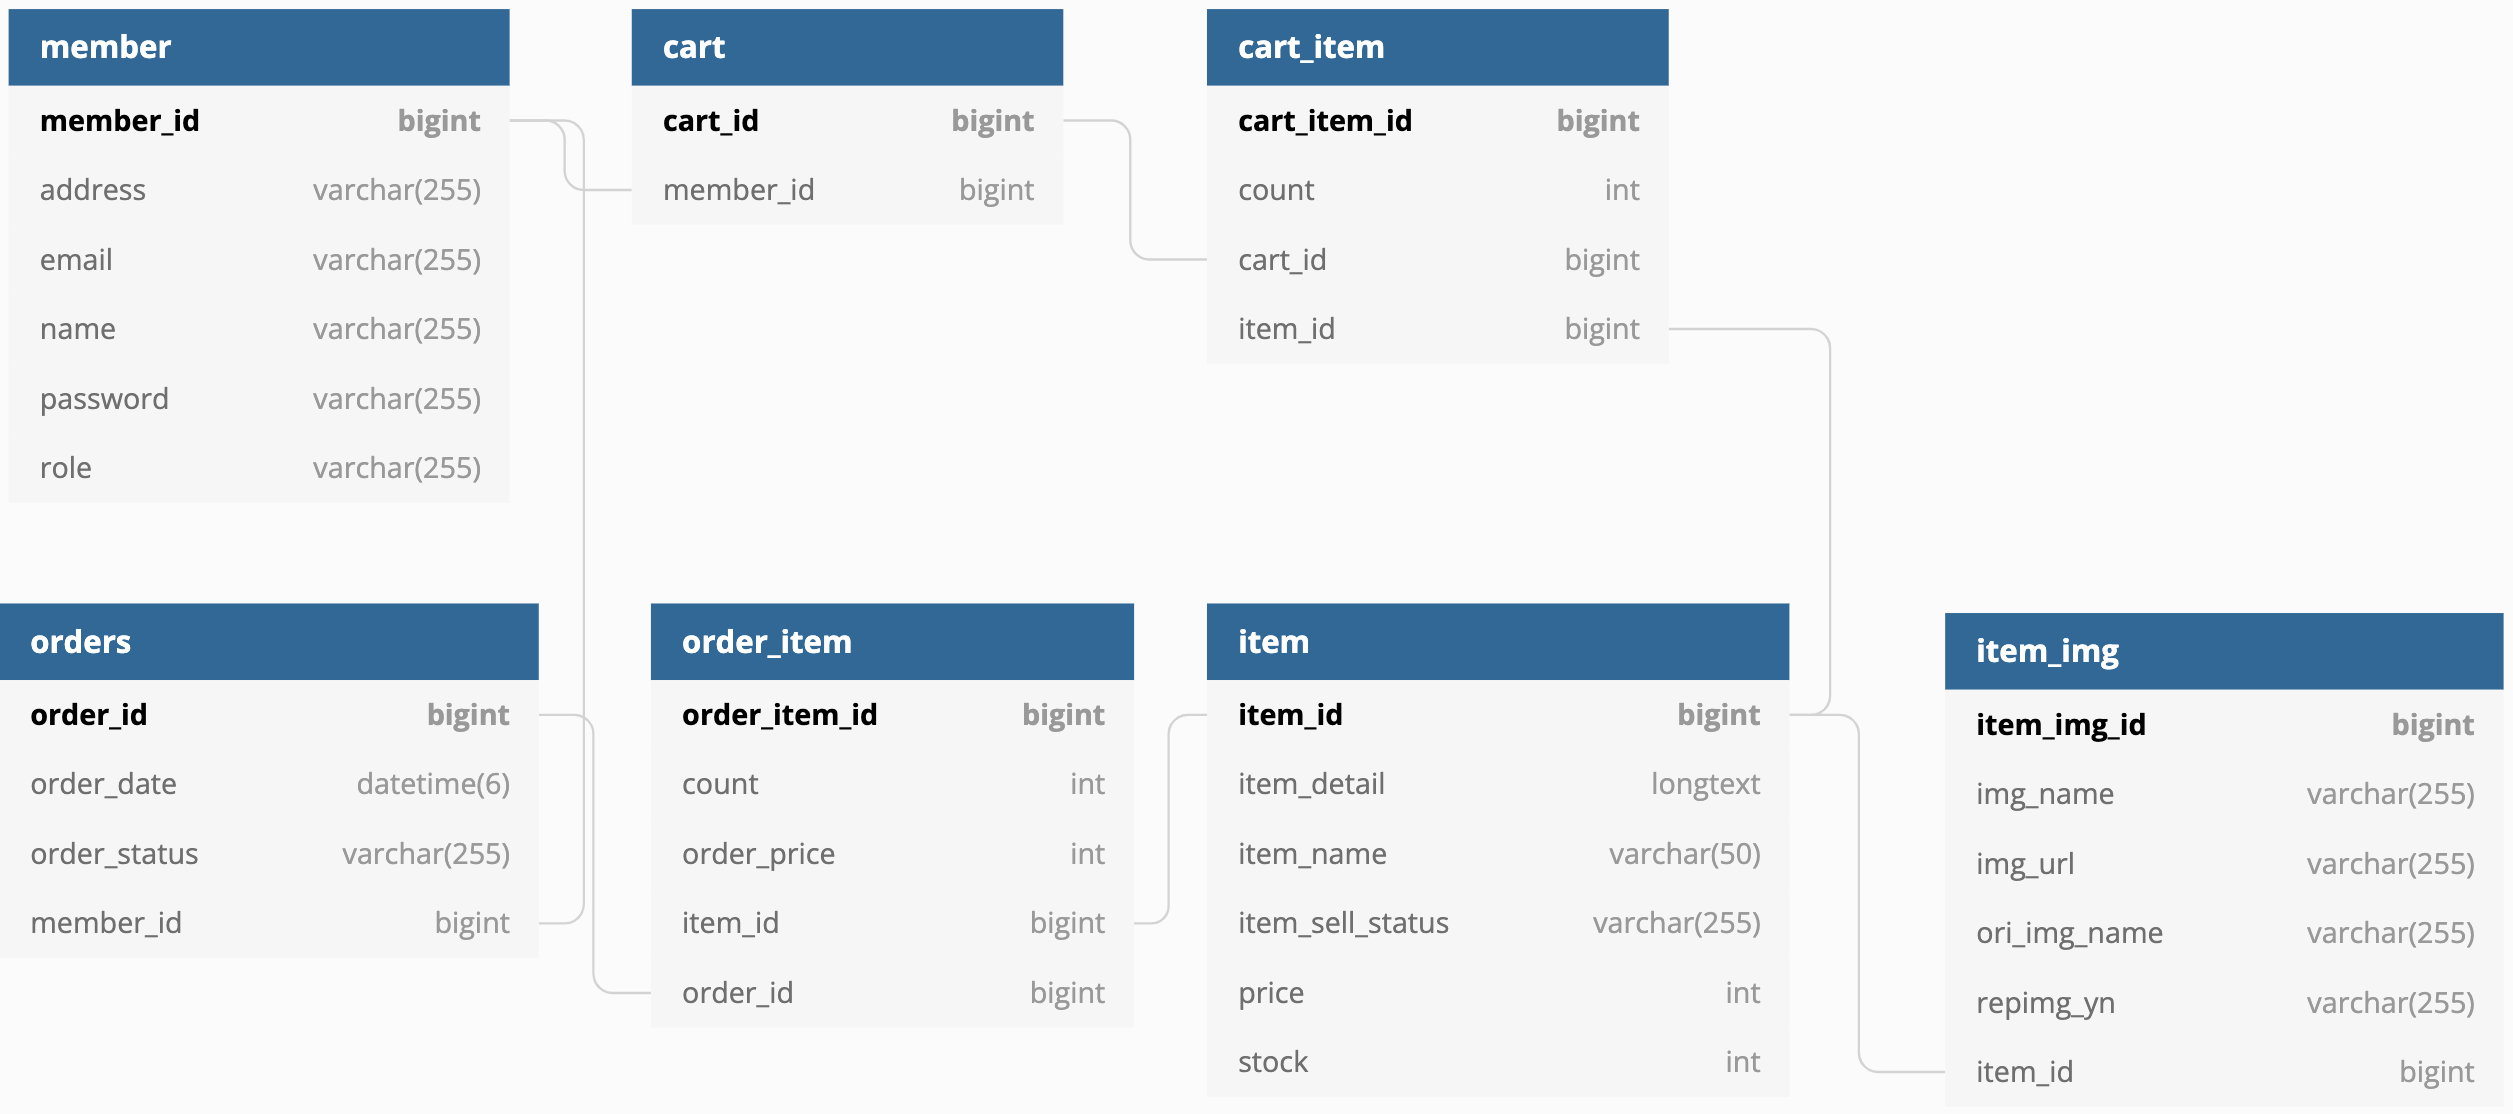 member
member_id bigint
address varchar(255)
email varchar(255)
name varchar(255)
password varchar(255)
role varchar(255)
cart
cart_id bigint
member_id bigint
cart_item
cart_item_id bigint
count int
cart_id bigint
item_id bigint
orders
order_id bigint
order_date datetime(6)
order_status varchar(255)
member_id bigint
order_item
order_item_id bigint
count int
order_price int
item_id bigint
order_id bigint
item
item_id bigint
item_detail longtext
item_name varchar(50)
item_sell_status varchar(255)
price int
stock int
item_img
item_img_id bigint
img_name varchar(255)
img_url varchar(255)
ori_img_name varchar(255)
repimg_yn varchar(255)
item_id bigint